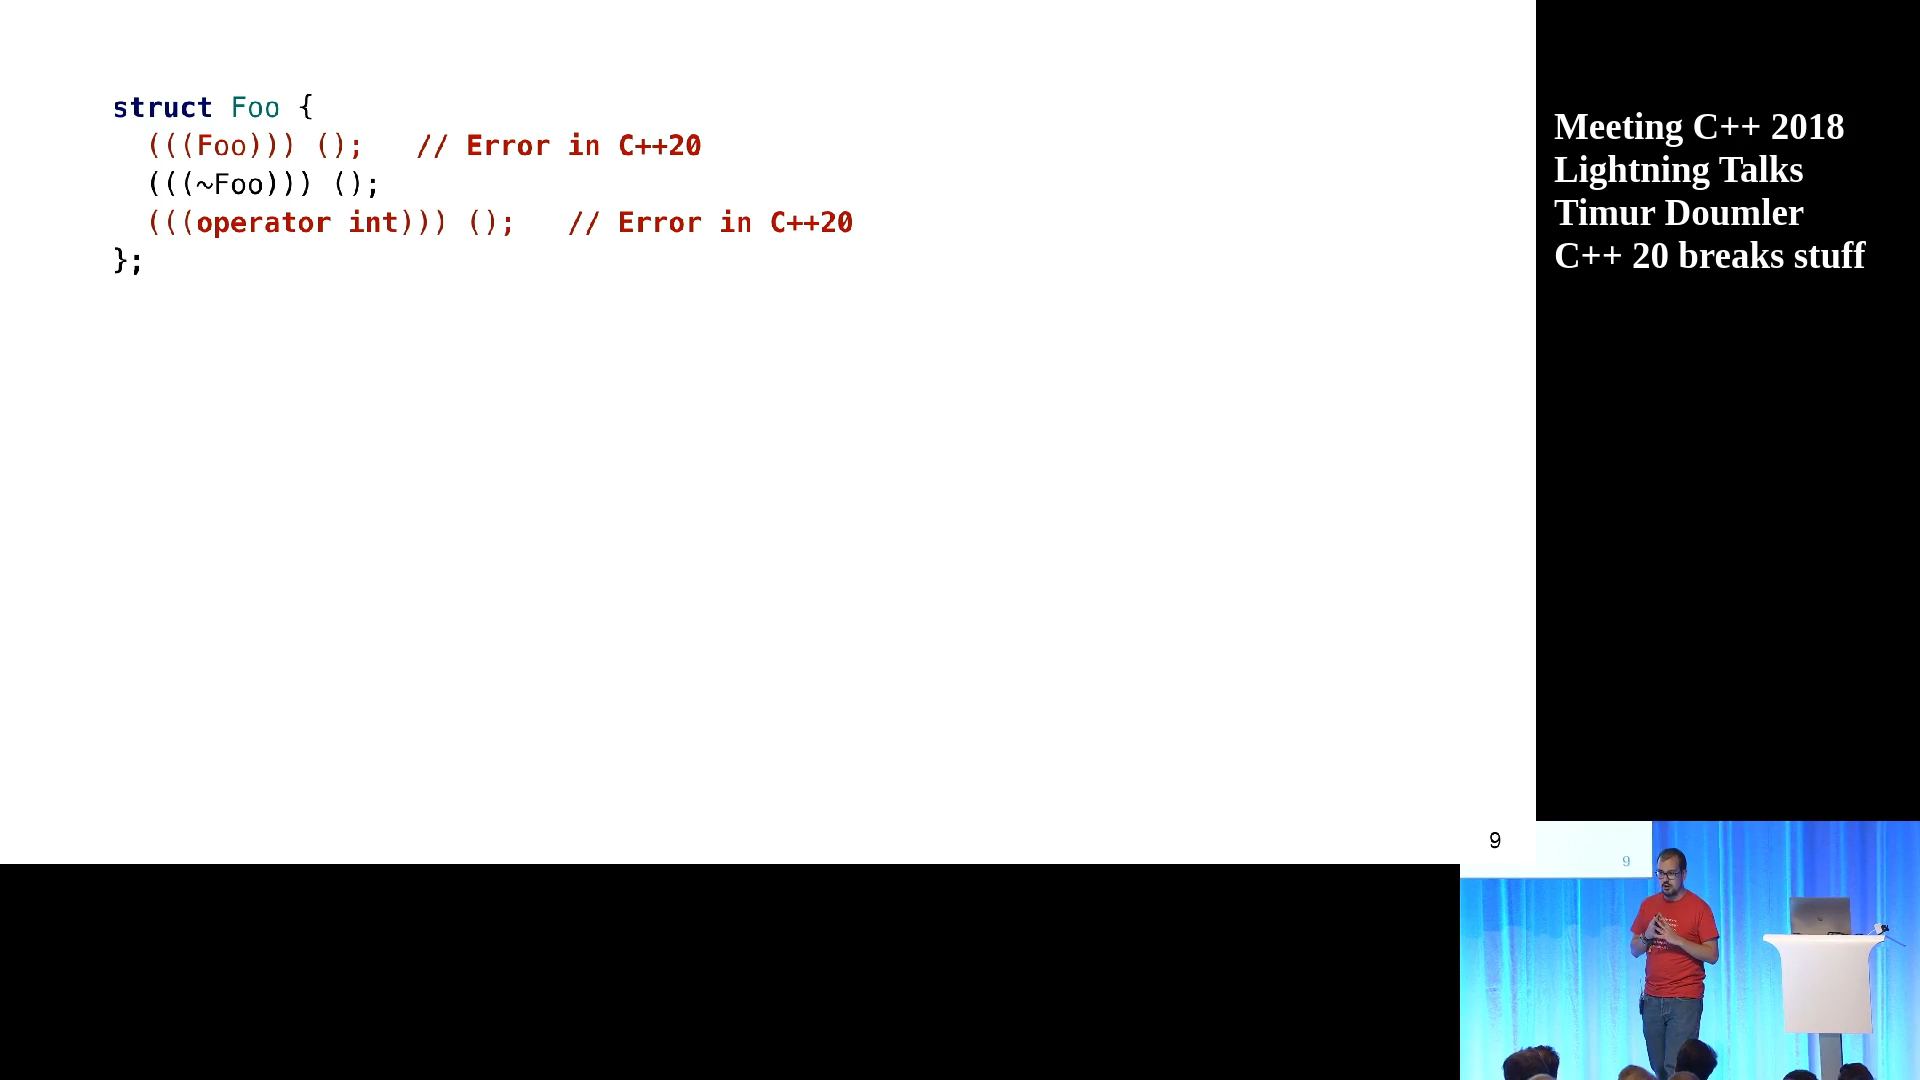 struct Foo {
(((Foo))) ();   // Error in C++20
(((~Foo))) ();
(((operator int))) ();   // Error in C++20
};
9
Meeting C++ 2018
Lightning Talks
Timur Doumler
C++ 20 breaks stuff
9